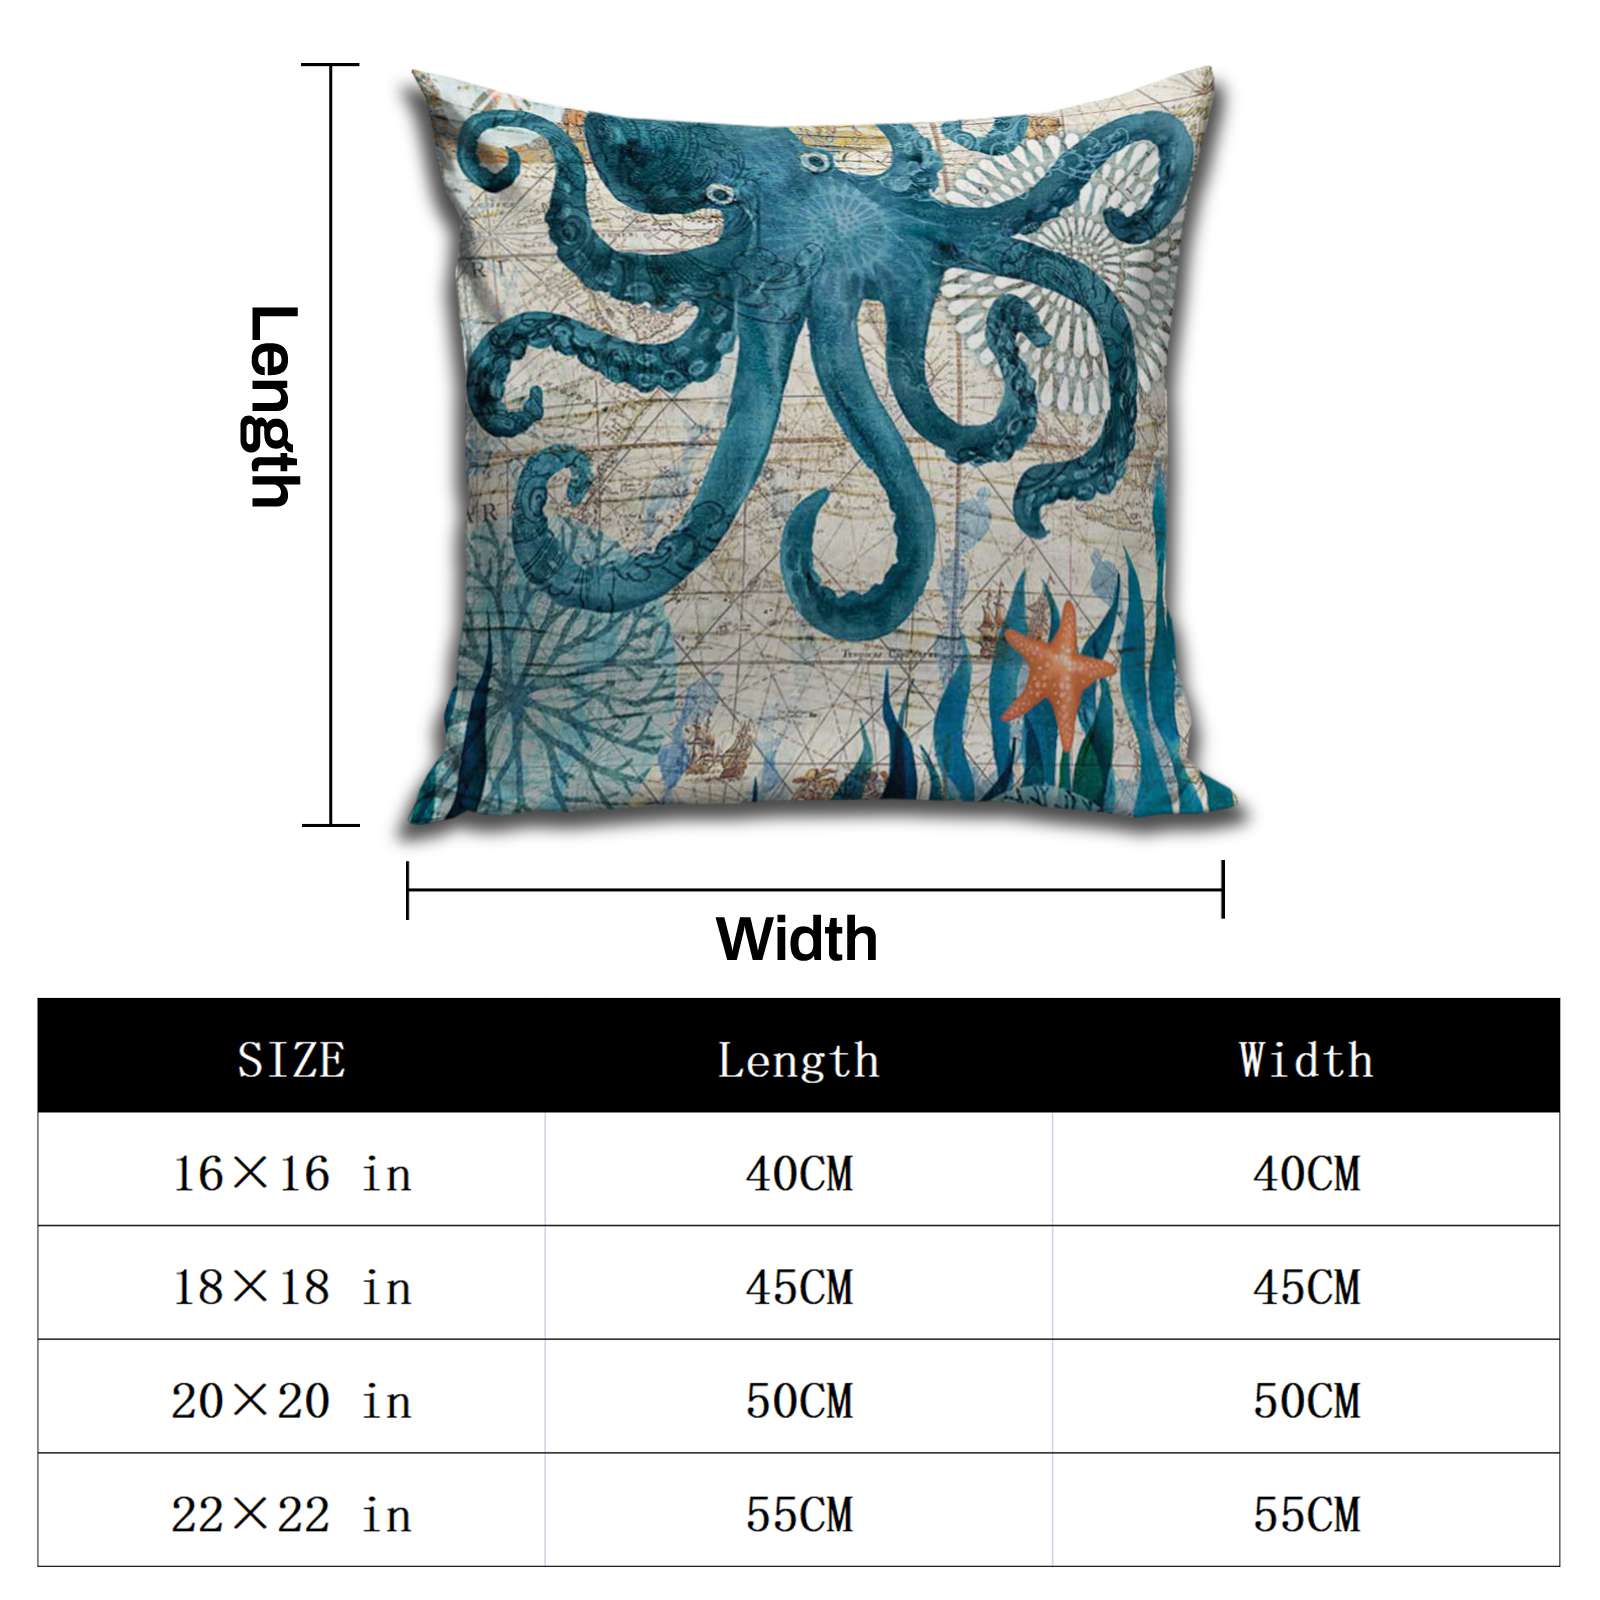 Length
Width
SIZE Length Width
16×16 in 40CM 40CM
18×18 in 45CM 45CM
20×20 in 50CM 50CM
22×22 in 55CM 55CM